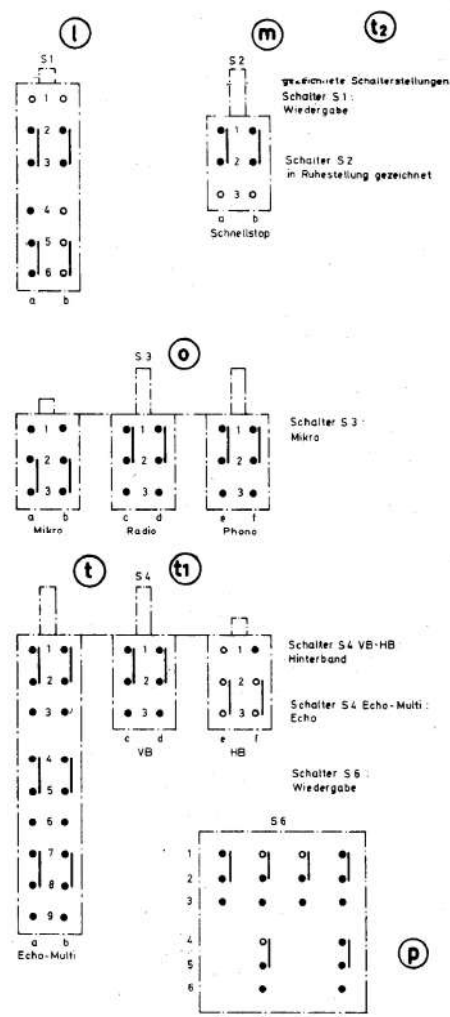 l
m
t2
S1
S2
gezeichnete Schalterstellungen
Schalter S1 :
Wiedergabe
1
2
3
4
5
6
a b
1
2
3
a b
Schnellstop
Schalter S2
in Ruhestellung gezeichnet
o
S3
1 1 1
2 2 2
3 3 3
a b c d e f
Mikro Radio Phono
Schalter S3 :
Mikro
t
t1
S4
1 1 1
2 2 2
3 3 3
c d e f
VB HB
4
5
6
7
8
9
a b
Echo-Multi
Schalter S4 VB-HB
Hinterband
Schalter S4 Echo-Multi :
Echo
Schalter S6 :
Wiedergabe
S6
1
2
3
4
5
6
p